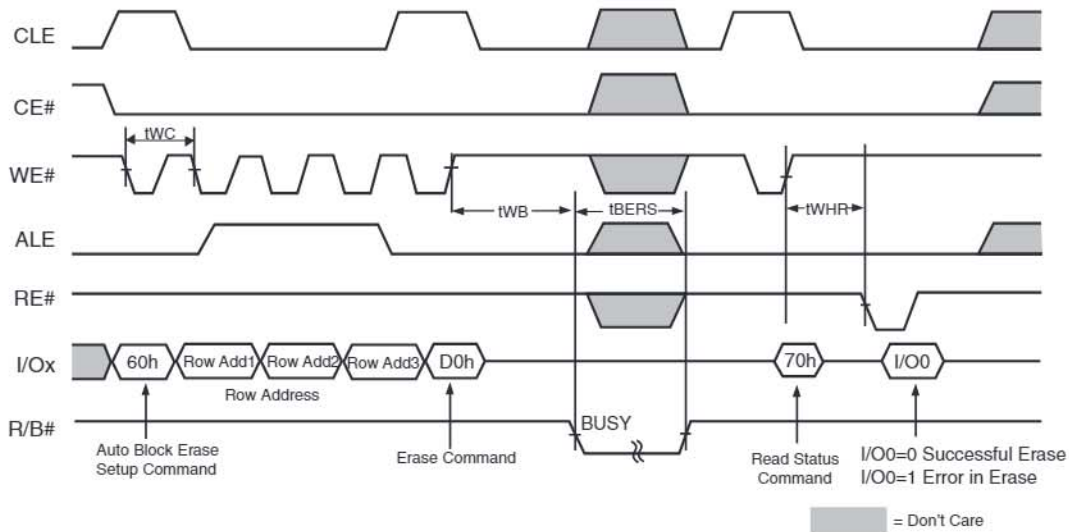 CLE
CE#
tWC
WE#
tWB
tBERS
tWHR
ALE
RE#
I/Ox
60h
Row Add1
Row Add2
Row Add3
D0h
70h
I/O0
Row Address
R/B#
BUSY
Auto Block Erase
Setup Command
Erase Command
Read Status
Command
I/O0=0 Successful Erase
I/O0=1 Error in Erase
= Don't Care